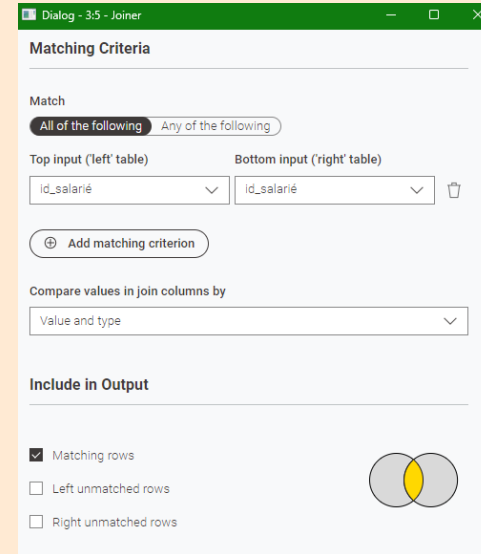 Dialog - 3:5 - Joiner
Matching Criteria
Match
All of the following Any of the following
Top input ('left' table) Bottom input ('right' table)
id_salarié id_salarié
Add matching criterion
Compare values in join columns by
Value and type
Include in Output
Matching rows
Left unmatched rows
Right unmatched rows